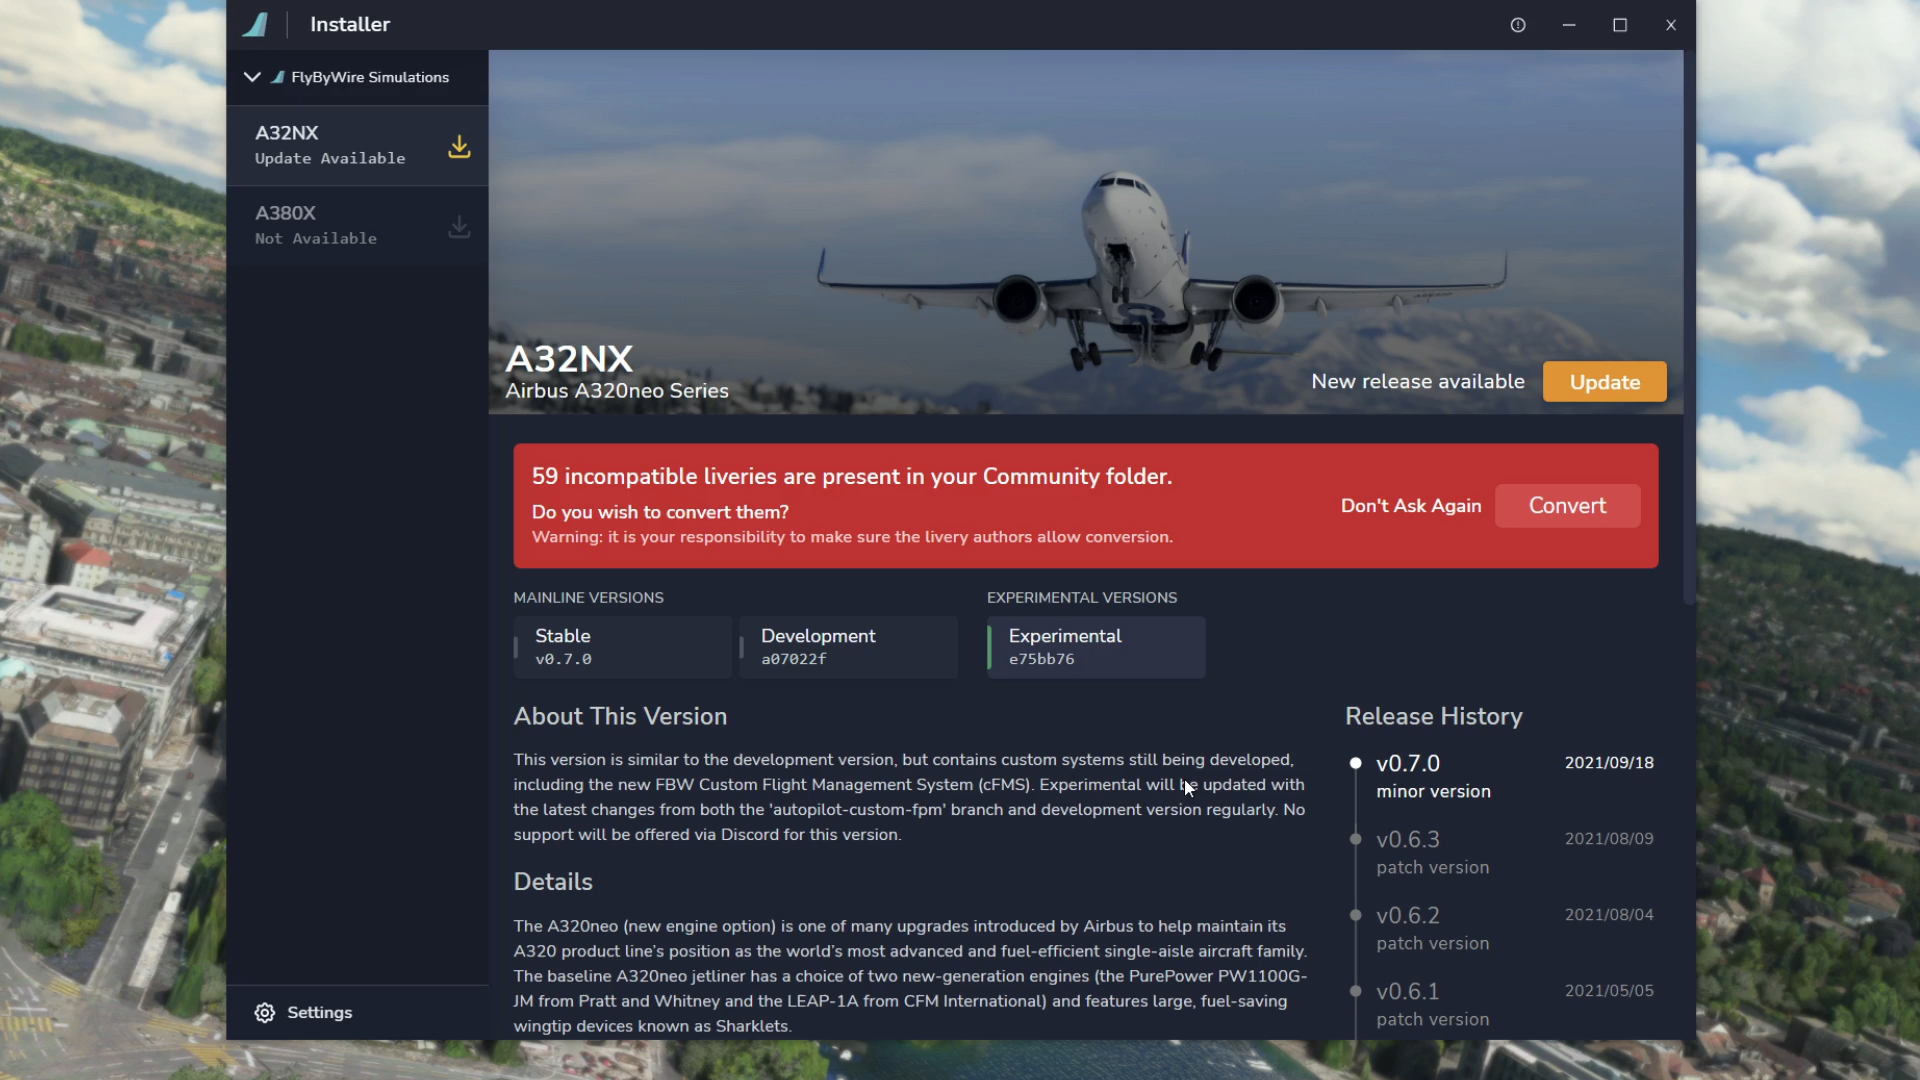 Installer
FlyByWire Simulations
A32NX
Update Available
A380X
Not Available
Settings
A32NX
Airbus A320neo Series
New release available
Update
59 incompatible liveries are present in your Community folder.
Do you wish to convert them?
Warning: it is your responsibility to make sure the livery authors allow conversion.
Don't Ask Again
Convert
MAINLINE VERSIONS
EXPERIMENTAL VERSIONS
Stable
v0.7.0
Development
a07022f
Experimental
e75bb76
About This Version
This version is similar to the development version, but contains custom systems still being developed,
including the new FBW Custom Flight Management System (cFMS). Experimental will be updated with
the latest changes from both the 'autopilot-custom-fpm' branch and development version regularly. No
support will be offered via Discord for this version.
Details
The A320neo (new engine option) is one of many upgrades introduced by Airbus to help maintain its
A320 product line's position as the world's most advanced and fuel-efficient single-aisle aircraft family.
The baseline A320neo jetliner has a choice of two new-generation engines (the PurePower PW1100G-
JM from Pratt and Whitney and the LEAP-1A from CFM International) and features large, fuel-saving
wingtip devices known as Sharklets.
Release History
v0.7.0 2021/09/18
minor version
v0.6.3 2021/08/09
patch version
v0.6.2 2021/08/04
patch version
v0.6.1 2021/05/05
patch version